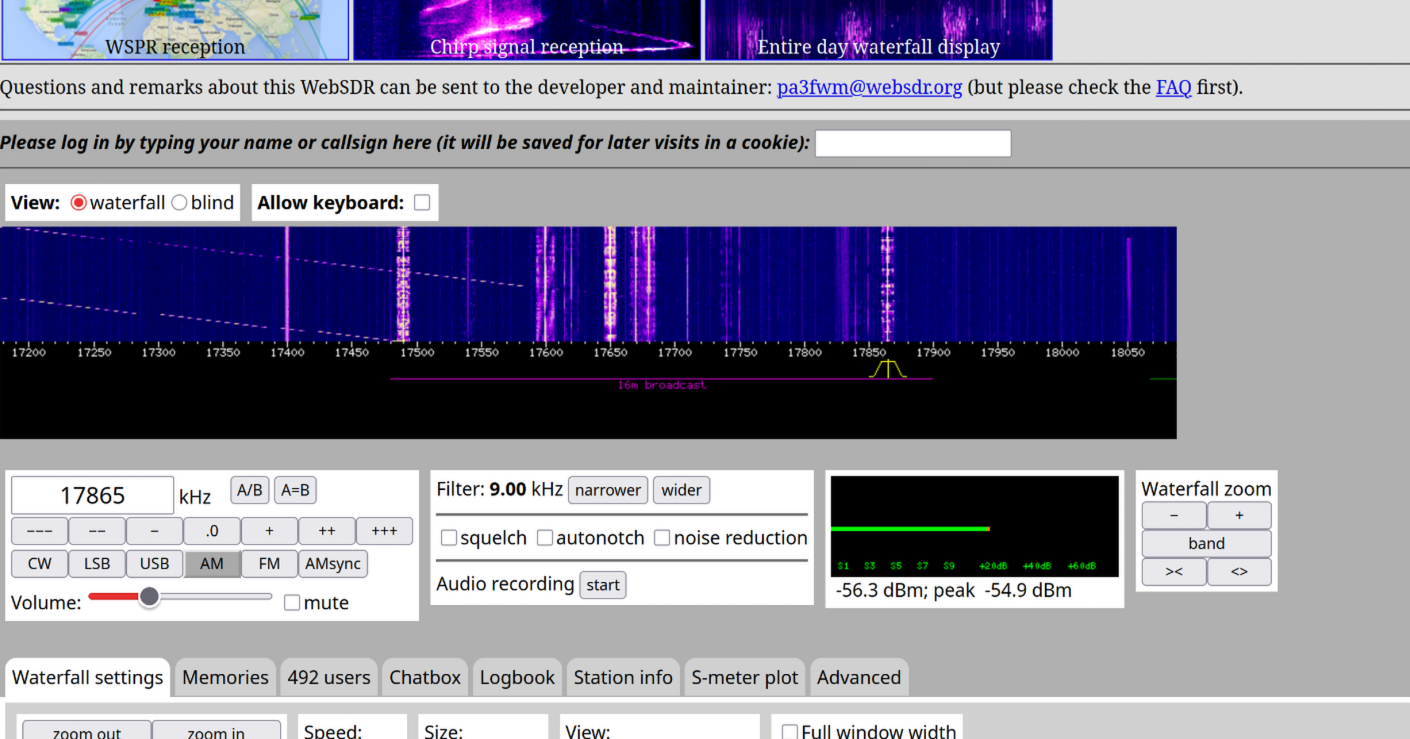 WSPR reception Chirp signal reception Entire day waterfall display
Questions and remarks about this WebSDR can be sent to the developer and maintainer: pa3fwm@websdr.org (but please check the FAQ first).
Please log in by typing your name or callsign here (it will be saved for later visits in a cookie):
View: waterfall blind Allow keyboard:
17200 17250 17300 17350 17400 17450 17500 17550 17600 17650 17700 17750 17800 17850 17900 17950 18000 18050
16m broadcast
17865 kHz A/B A=B
--- -- - .0 + ++ +++
CW LSB USB AM FM AMsync
Volume: mute
Filter: 9.00 kHz narrower wider
squelch autonotch noise reduction
Audio recording start
S1 S3 S5 S7 S9 +20dB +40dB +60dB
-56.3 dBm; peak -54.9 dBm
Waterfall zoom
- +
band
>< <>
Waterfall settings Memories 492 users Chatbox Logbook Station info S-meter plot Advanced
zoom out zoom in Speed: Size: View: Full window width